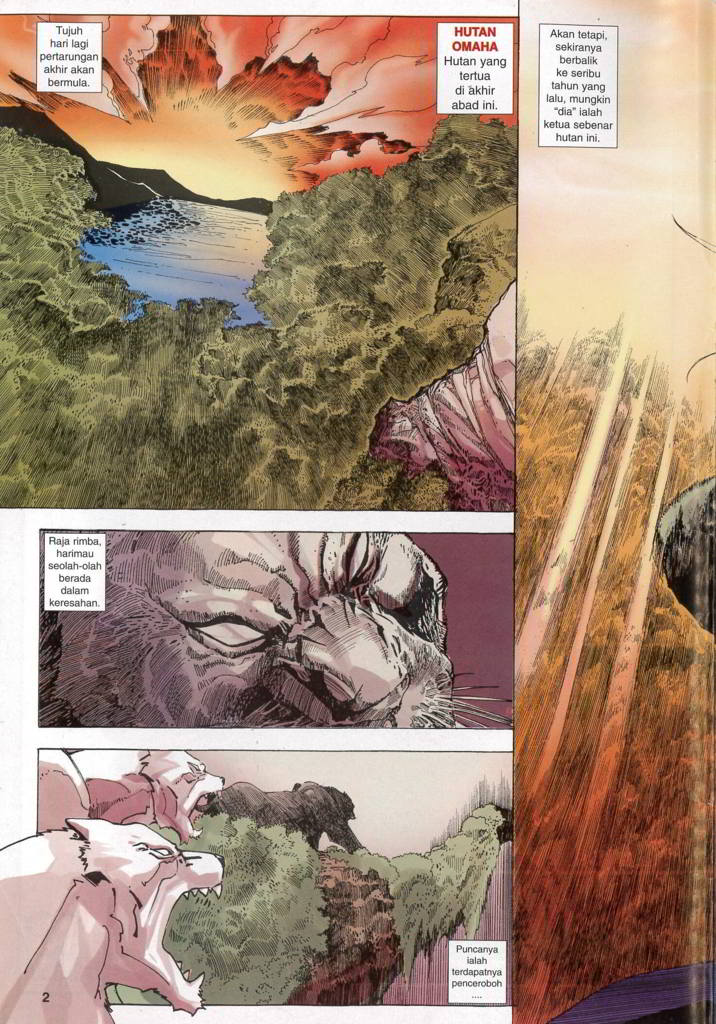 Tujuh
hari lagi
pertarungan
akhir akan
bermula.
HUTAN
OMAHA
Hutan yang
tertua
di akhir
abad ini.
Akan tetapi,
sekiranya
berbalik
ke seribu
tahun yang
lalu, mungkin
“dia” ialah
ketua sebenar
hutan ini.
Raja rimba,
harimau
seolah-olah
berada
dalam
keresahan.
Puncanya
ialah
terdapatnya
penceroboh
....
2